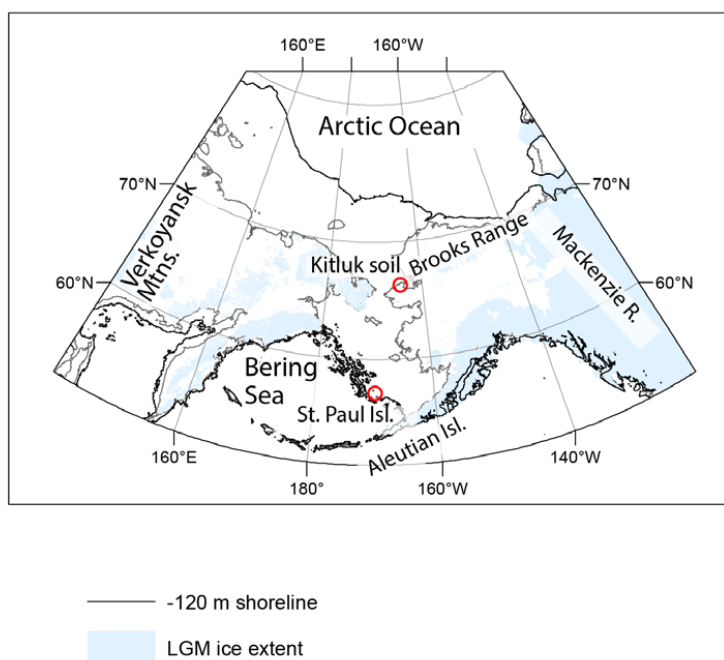 160°E 160°W
Arctic Ocean
70°N 70°N
Verkoyansk
Mtns.
Brooks Range
Kitluk soil
Mackenzie R.
60°N 60°N
Bering
Sea
St. Paul Isl.
Aleutian Isl.
160°E 140°W
180° 160°W
-120 m shoreline
LGM ice extent